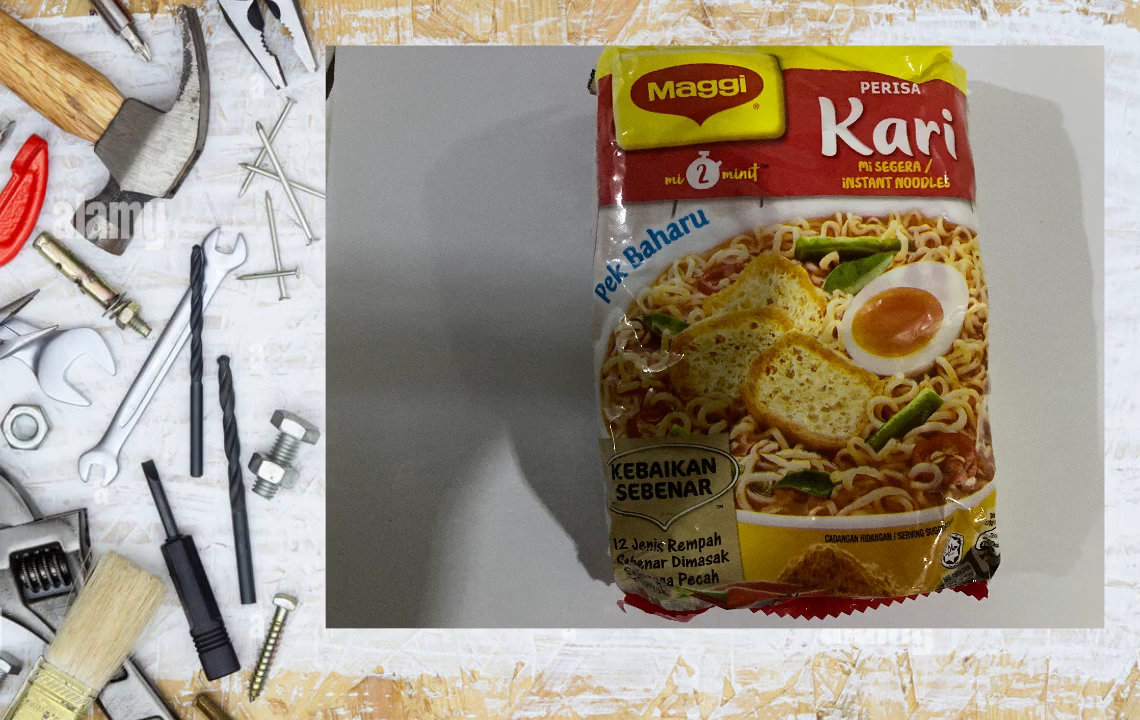 Maggi
PERISA
Kari
Mi SEGERA /
INSTANT NOODLES
mi 2 minit
Pek Baharu
KEBAIKAN
SEBENAR
12 Jenis Rempah
Sebenar Dimasak
Pecah
CADANGAN HIDANGAN / SERVING
alamy